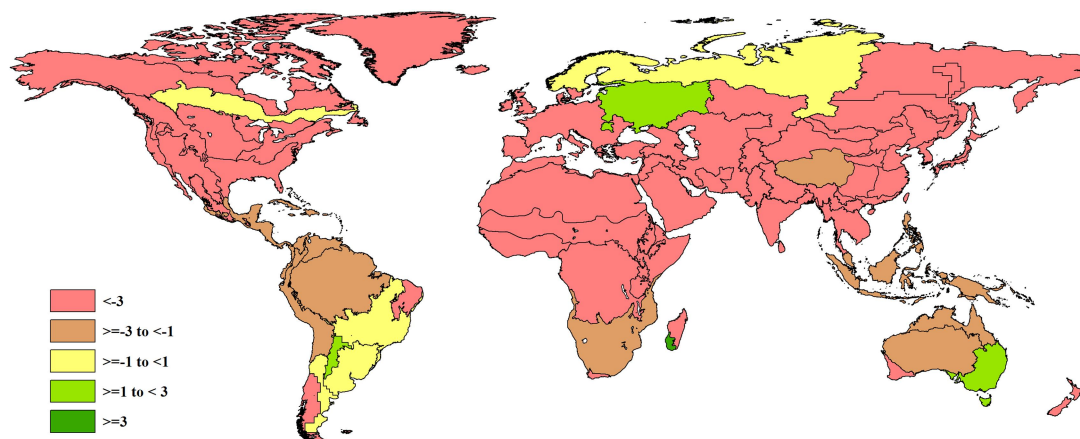 <-3
>=-3 to <-1
>=-1 to <1
>=1 to < 3
>=3